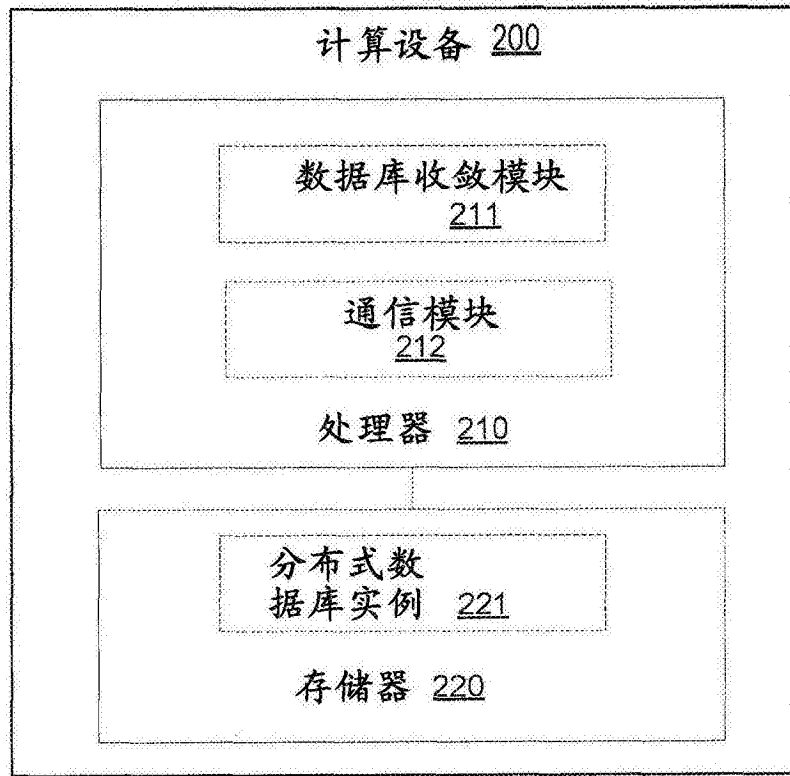 计算设备 200
数据库收敛模块
211
通信模块
212
处理器 210
分布式数
据库实例 221
存储器 220